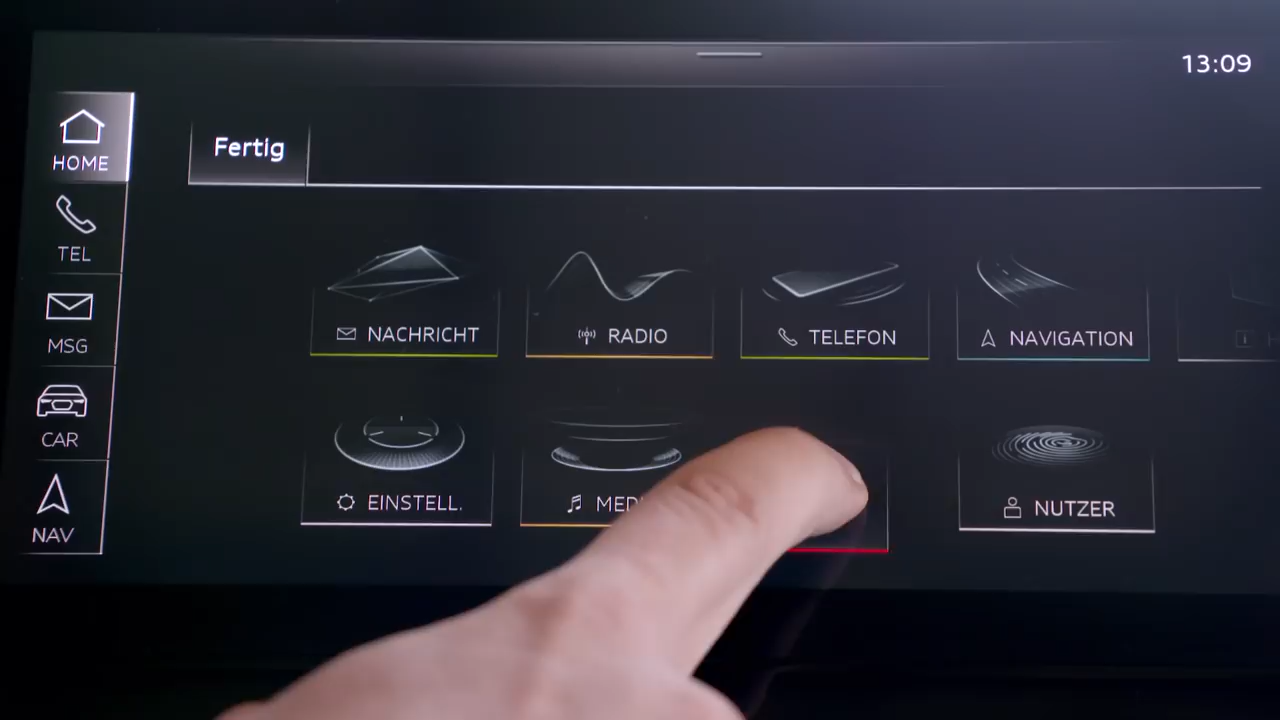 13:09
Fertig
HOME
TEL
MSG
CAR
NAV
NACHRICHT
RADIO
TELEFON
NAVIGATION
EINSTELL.
NUTZER